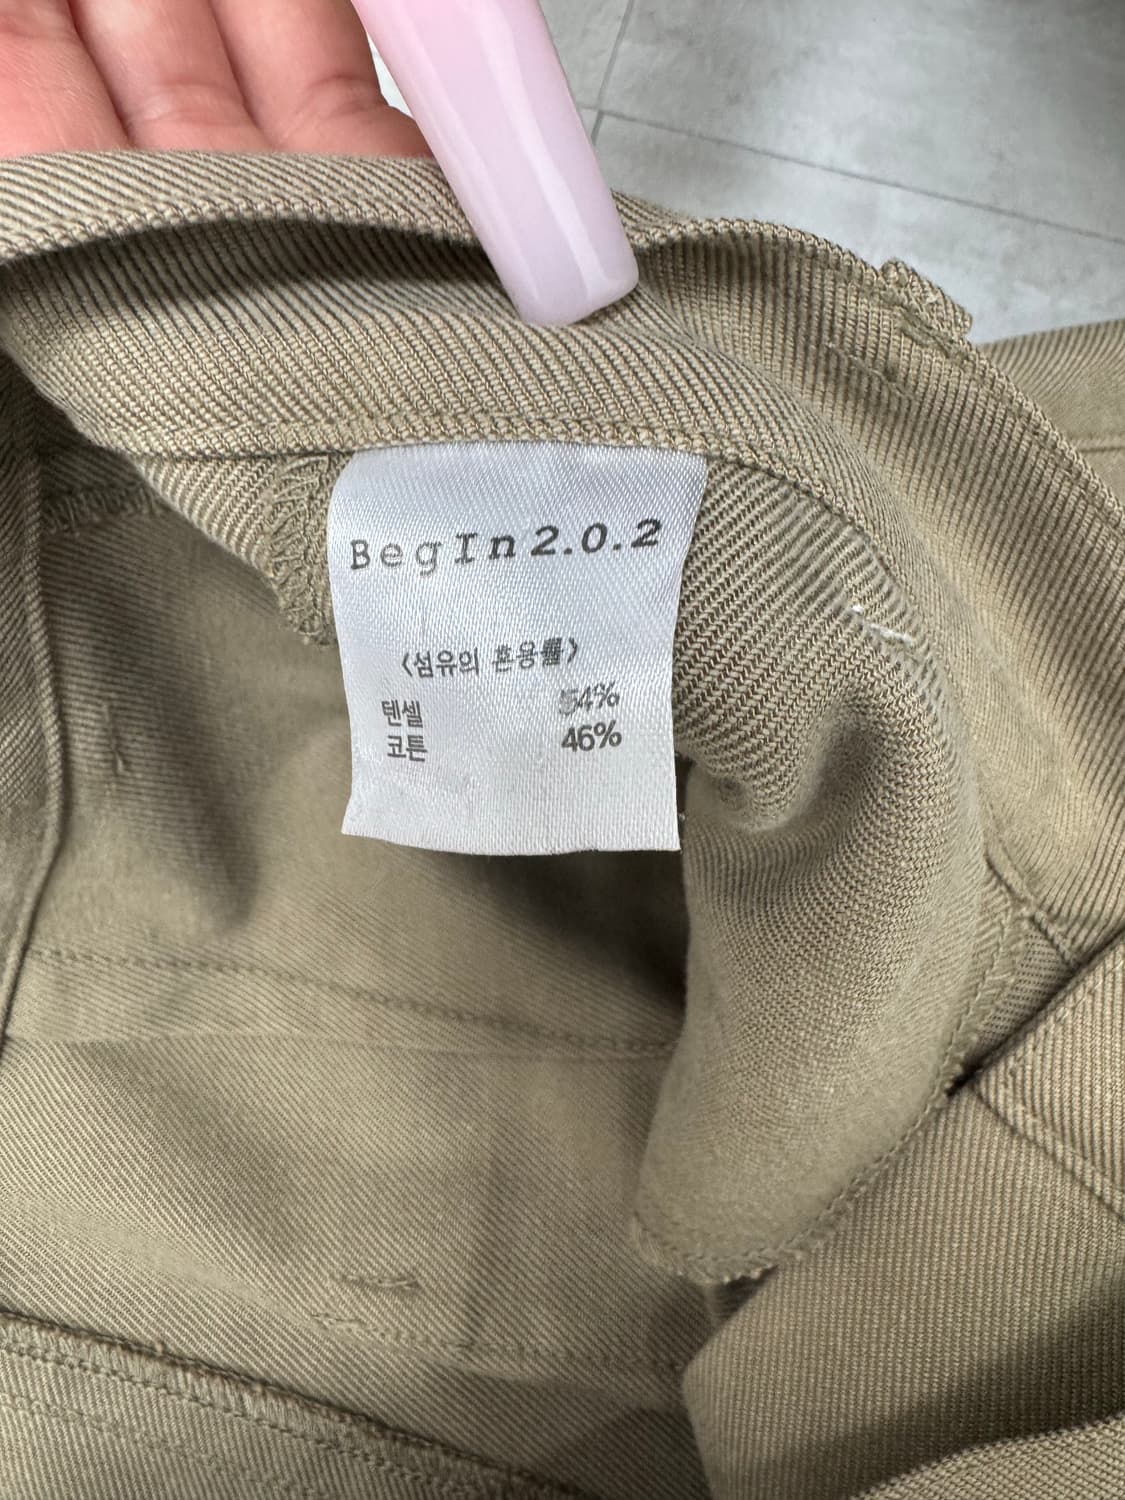 BegIn2.0.2
<섬유의 혼용률>
텐셀 54%
코튼 46%